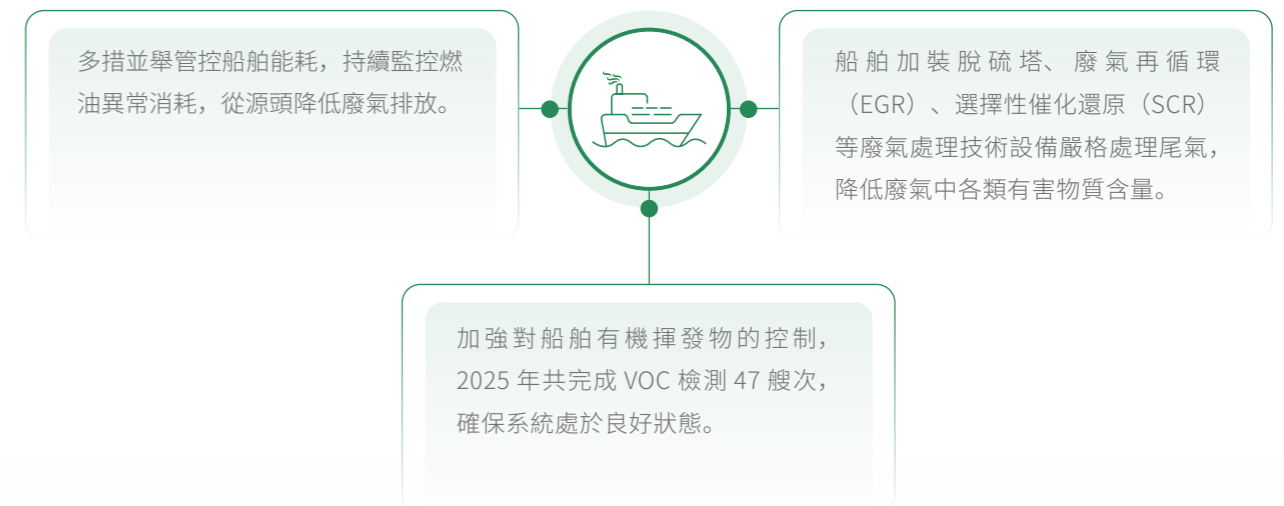 多措並舉管控船舶能耗，持續監控燃
油異常消耗，從源頭降低廢氣排放。
船舶加裝脫硫塔、廢氣再循環
（EGR）、選擇性催化還原（SCR）
等廢氣處理技術設備嚴格處理尾氣，
降低廢氣中各類有害物質含量。
加強對船舶有機揮發物的控制，
2025 年共完成 VOC 檢測 47 艘次，
確保系統處於良好狀態。